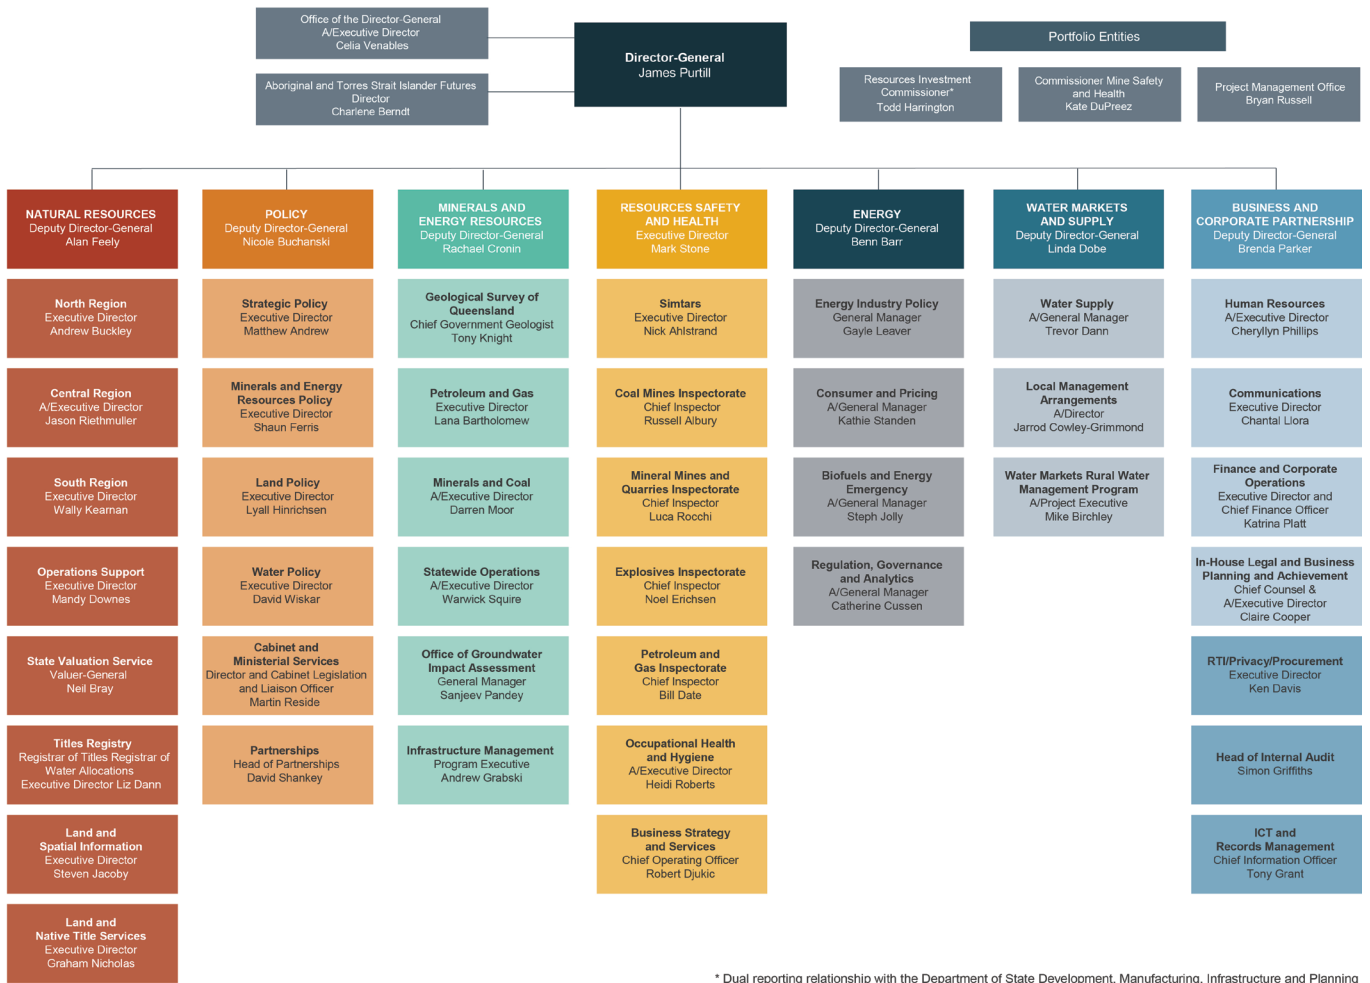 Office of the Director-General
A/Executive Director
Celia Venables
Aboriginal and Torres Strait Islander Futures
Director
Charlene Berndt
Director-General
James Purtill
Portfolio Entities
Resources Investment
Commissioner*
Todd Harrington
Commissioner Mine Safety
and Health
Kate DuPreez
Project Management Office
Bryan Russell
NATURAL RESOURCES
Deputy Director-General
Alan Feely
North Region
Executive Director
Andrew Buckley
Central Region
A/Executive Director
Jason Riethmuller
South Region
Executive Director
Wally Kearnan
Operations Support
Executive Director
Mandy Downes
State Valuation Service
Valuer-General
Neil Bray
Titles Registry
Registrar of Titles Registrar of
Water Allocations
Executive Director Liz Dann
Land and
Spatial Information
Executive Director
Steven Jacoby
Land and
Native Title Services
Executive Director
Graham Nicholas
POLICY
Deputy Director-General
Nicole Buchanski
Strategic Policy
Executive Director
Matthew Andrew
Minerals and Energy
Resources Policy
Executive Director
Shaun Ferris
Land Policy
Executive Director
Lyall Hinrichsen
Water Policy
Executive Director
David Wiskar
Cabinet and
Ministerial Services
Director and Cabinet Legislation
and Liaison Officer
Martin Reside
Partnerships
Head of Partnerships
David Shankey
MINERALS AND
ENERGY RESOURCES
Deputy Director-General
Rachael Cronin
Geological Survey of
Queensland
Chief Government Geologist
Tony Knight
Petroleum and Gas
Executive Director
Lana Bartholomew
Minerals and Coal
A/Executive Director
Darren Moor
Statewide Operations
A/Executive Director
Warwick Squire
Office of Groundwater
Impact Assessment
General Manager
Sanjeev Pandey
Infrastructure Management
Program Executive
Andrew Grabski
RESOURCES SAFETY
AND HEALTH
Executive Director
Mark Stone
Simtars
Executive Director
Nick Ahlstrand
Coal Mines Inspectorate
Chief Inspector
Russell Albury
Mineral Mines and
Quarries Inspectorate
Chief Inspector
Luca Rocchi
Explosives Inspectorate
Chief Inspector
Noel Erichsen
Petroleum and
Gas Inspectorate
Chief Inspector
Bill Date
Occupational Health
and Hygiene
A/Executive Director
Heidi Roberts
Business Strategy
and Services
Chief Operating Officer
Robert Djukic
ENERGY
Deputy Director-General
Benn Barr
Energy Industry Policy
General Manager
Gayle Leaver
Consumer and Pricing
A/General Manager
Kathie Standen
Biofuels and Energy
Emergency
A/General Manager
Steph Jolly
Regulation, Governance
and Analytics
A/General Manager
Catherine Cussen
WATER MARKETS
AND SUPPLY
Deputy Director-General
Linda Dobe
Water Supply
A/General Manager
Trevor Dann
Local Management
Arrangements
A/Director
Jarrod Cowley-Grimmond
Water Markets Rural Water
Management Program
A/Project Executive
Mike Birchley
BUSINESS AND
CORPORATE PARTNERSHIP
Deputy Director-General
Brenda Parker
Human Resources
A/Executive Director
Cheryllyn Phillips
Communications
Executive Director
Chantal Llora
Finance and Corporate
Operations
Executive Director and
Chief Finance Officer
Katrina Platt
In-House Legal and Business
Planning and Achievement
Chief Counsel &
A/Executive Director
Claire Cooper
RTI/Privacy/Procurement
Executive Director
Ken Davis
Head of Internal Audit
Simon Griffiths
ICT and
Records Management
Chief Information Officer
Tony Grant
* Dual reporting relationship with the Department of State Development, Manufacturing, Infrastructure and Planning